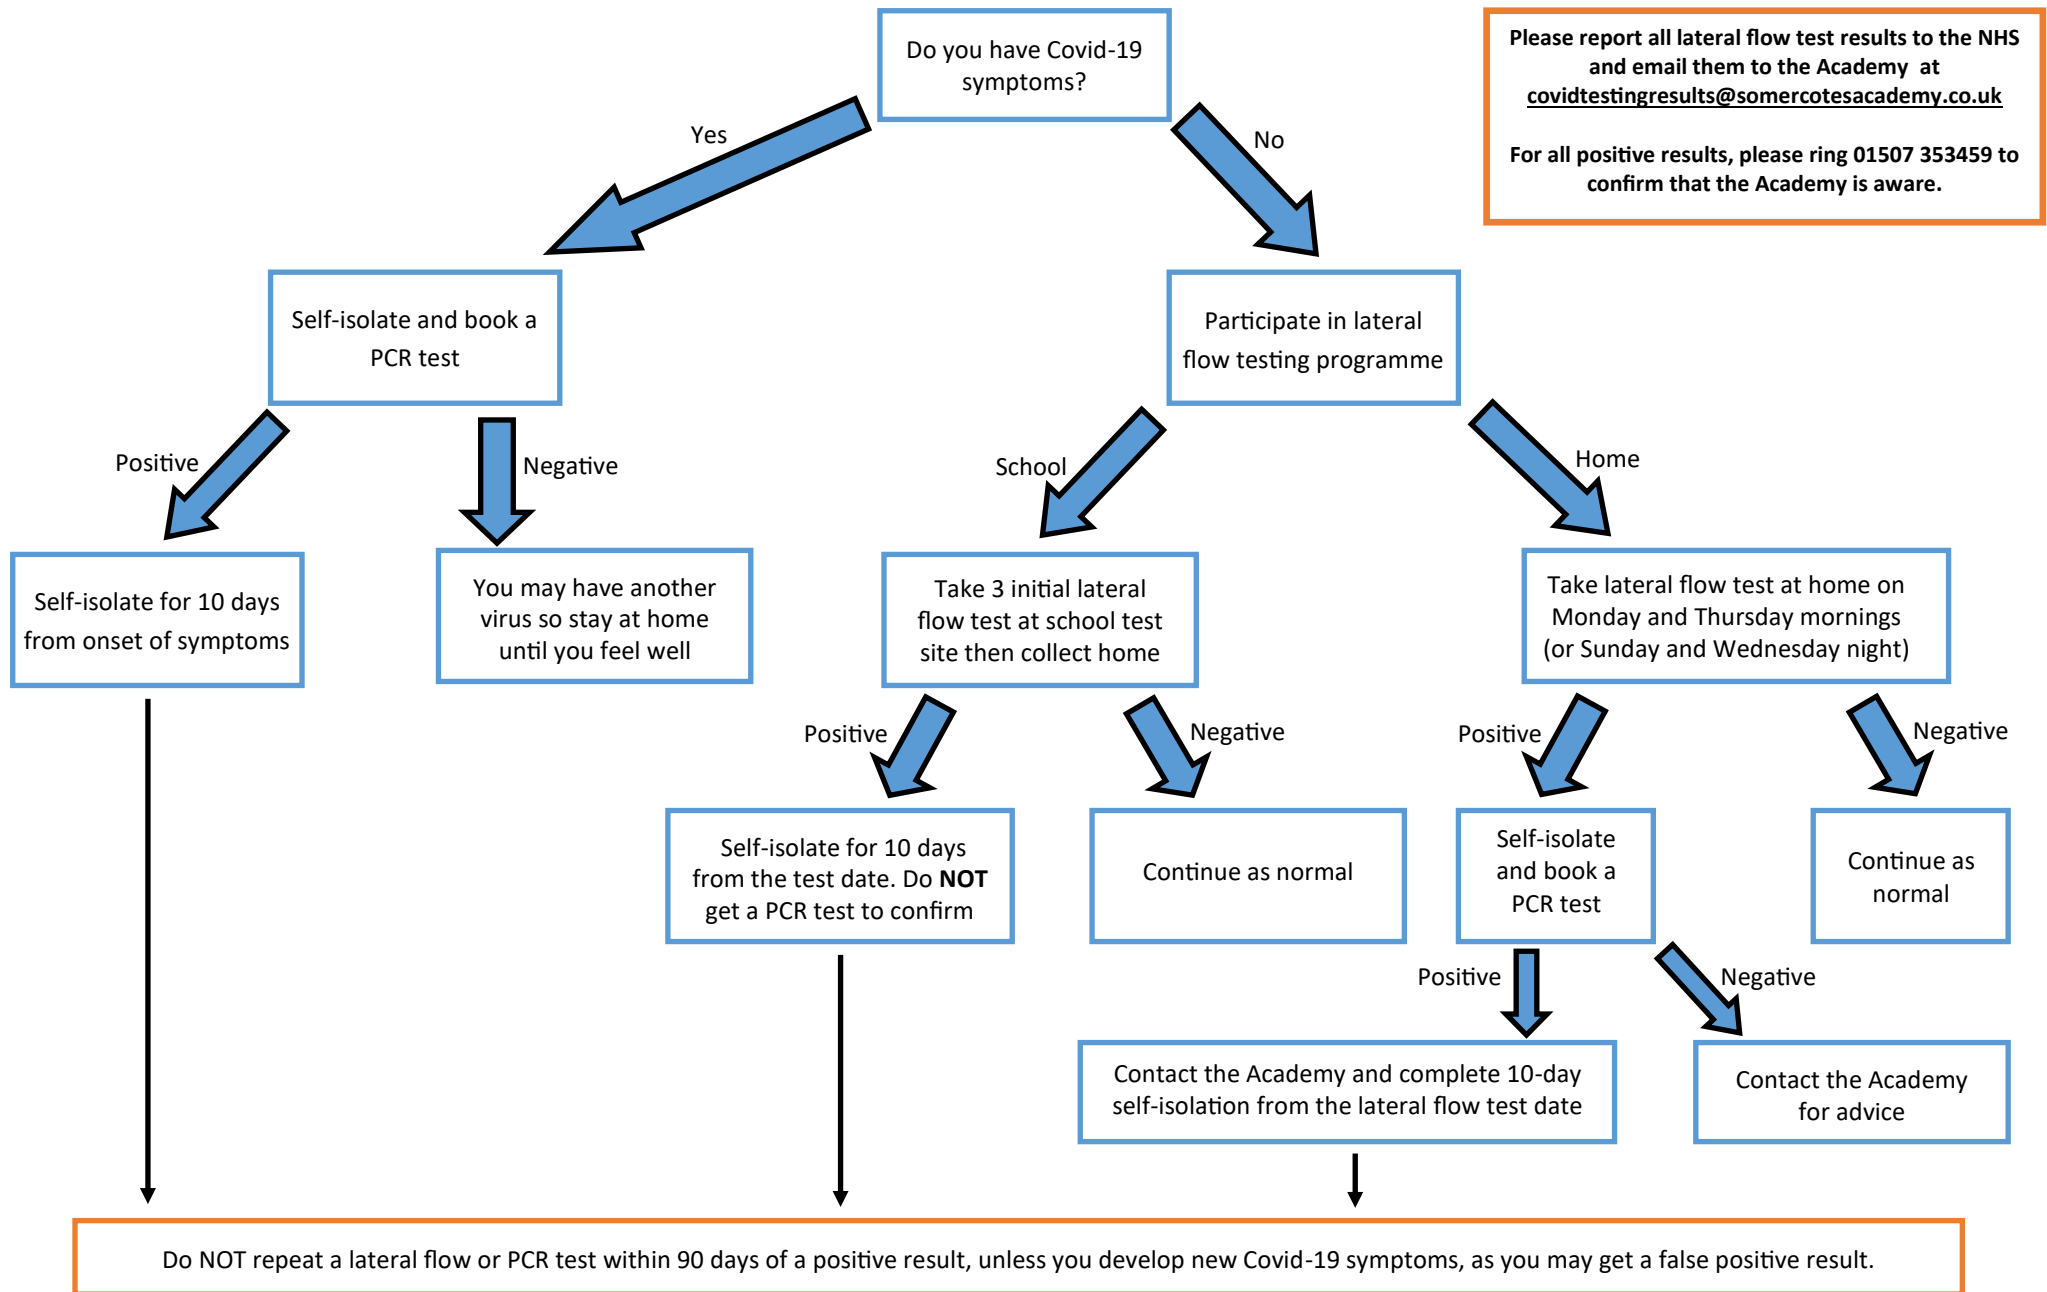 Do you have Covid-19
symptoms?
Please report all lateral flow test results to the NHS
and email them to the Academy at
covidtestingresults@somercotesacademy.co.uk
For all positive results, please ring 01507 353459 to
confirm that the Academy is aware.
Yes
No
Self-isolate and book a
PCR test
Participate in lateral
flow testing programme
Positive
Negative
School
Home
Self-isolate for 10 days
from onset of symptoms
You may have another
virus so stay at home
until you feel well
Take 3 initial lateral
flow test at school test
site then collect home
Take lateral flow test at home on
Monday and Thursday mornings
(or Sunday and Wednesday night)
Positive
Negative
Positive
Negative
Self-isolate for 10 days
from the test date. Do NOT
get a PCR test to confirm
Continue as normal
Self-isolate
and book a
PCR test
Continue as
normal
Positive
Negative
Contact the Academy and complete 10-day
self-isolation from the lateral flow test date
Contact the Academy
for advice
Do NOT repeat a lateral flow or PCR test within 90 days of a positive result, unless you develop new Covid-19 symptoms, as you may get a false positive result.